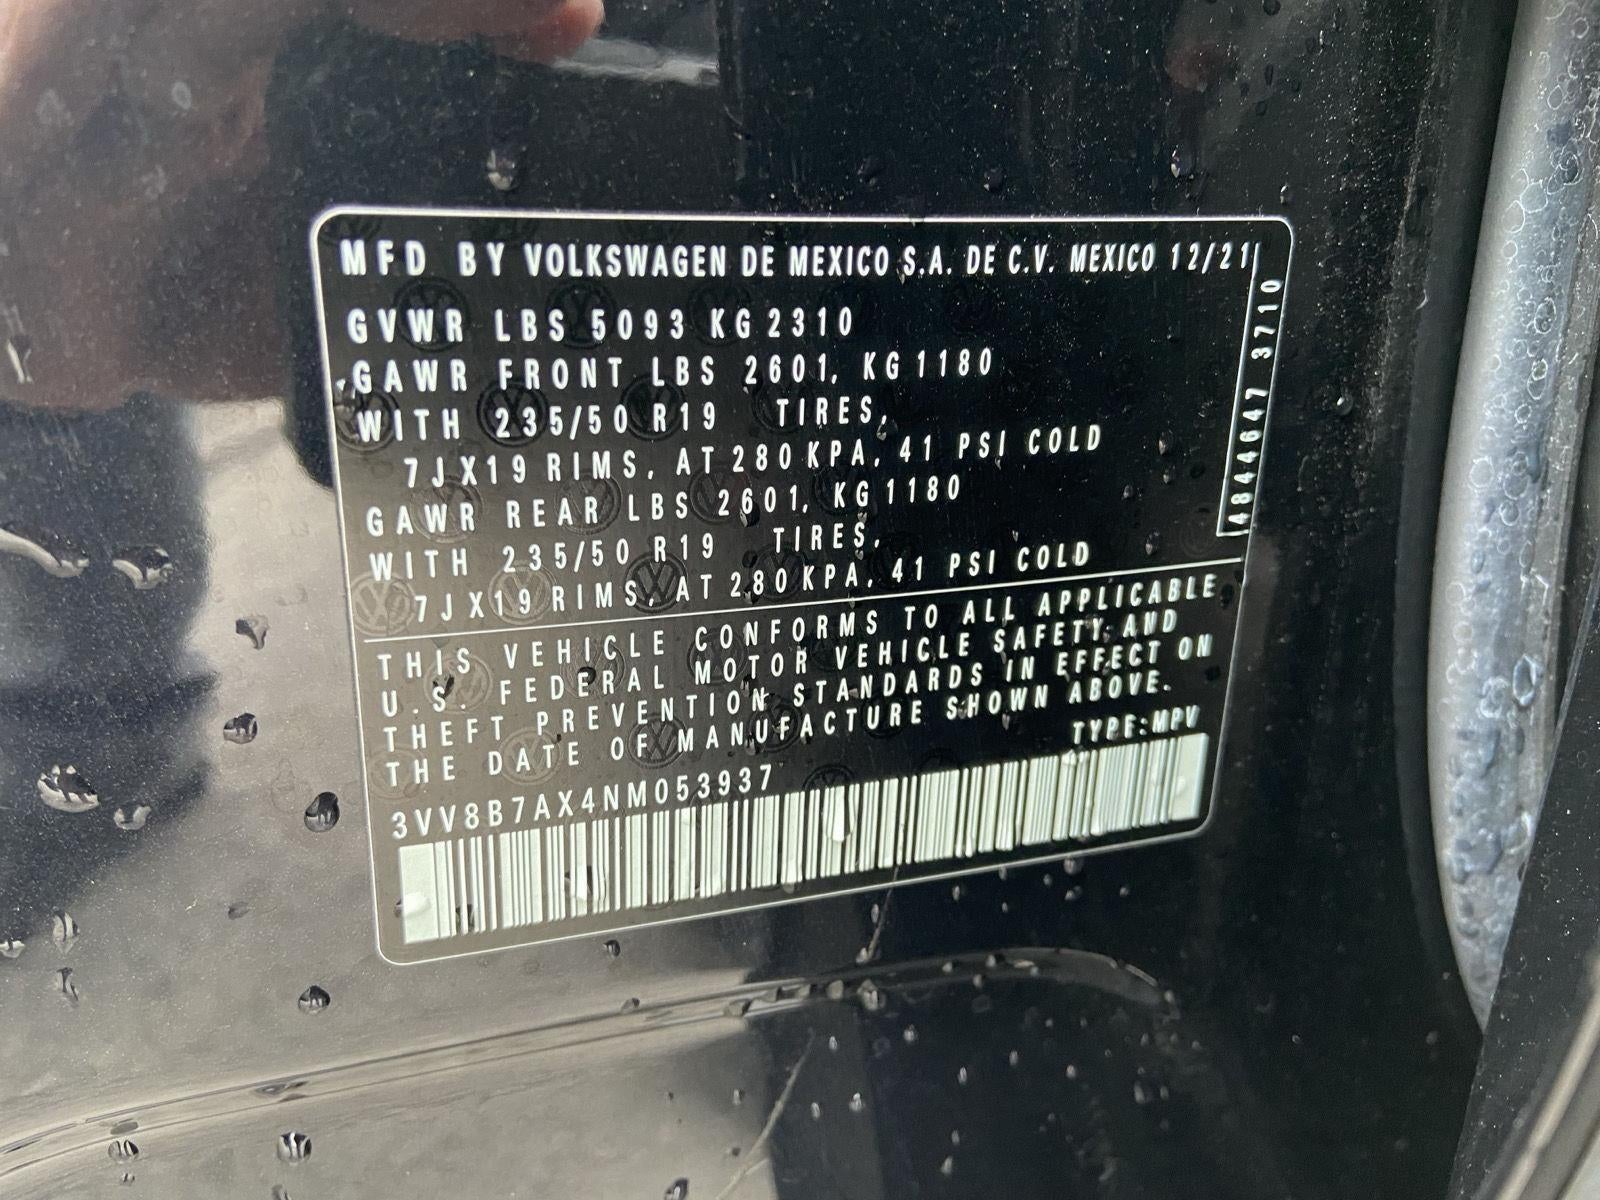 MFD BY VOLKSWAGEN DE MEXICO S.A. DE C.V. MEXICO 12/21
GVWR LBS 5093 KG 2310
GAWR FRONT LBS 2601, KG 1180
WITH 235/50 R19 TIRES,
7JX19 RIMS, AT 280 KPA, 41 PSI COLD
GAWR REAR LBS 2601, KG 1180
WITH 235/50 R19 TIRES,
7JX19 RIMS, AT 280 KPA, 41 PSI COLD
4844647 3710
THIS VEHICLE CONFORMS TO ALL APPLICABLE
U.S. FEDERAL MOTOR VEHICLE SAFETY AND
THEFT PREVENTION STANDARDS IN EFFECT ON
THE DATE OF MANUFACTURE SHOWN ABOVE.
TYPE: MPV
3VV8B7AX4NM053937